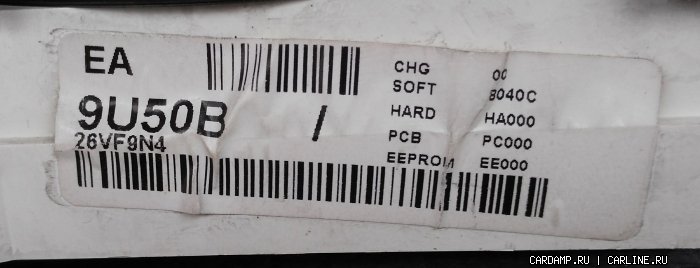 EA
CHG 00
SOFT B040C
9U50B /
HARD HA000
26VF9N4
PCB PC000
EEPROM EE000
CARDAMP.RU | CARLINE.RU